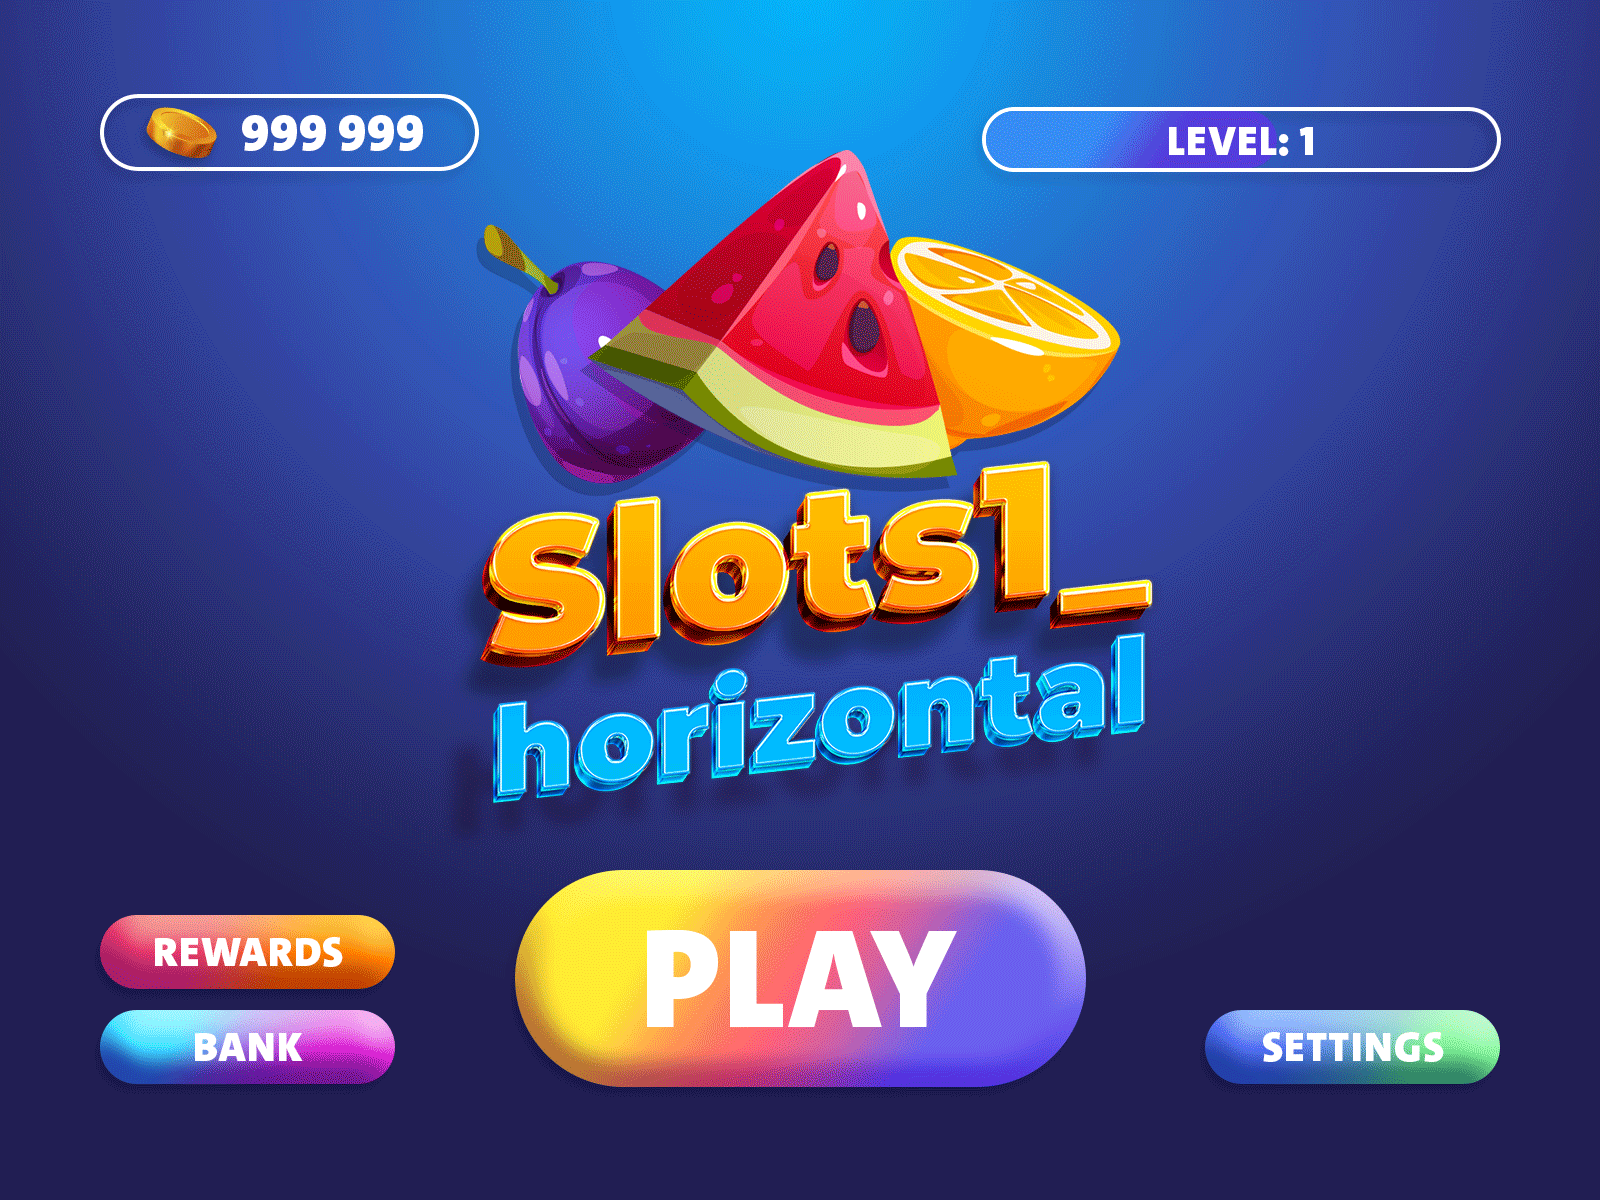 999 999
LEVEL: 1
Slots1_
horizontal
REWARDS
PLAY
BANK
SETTINGS